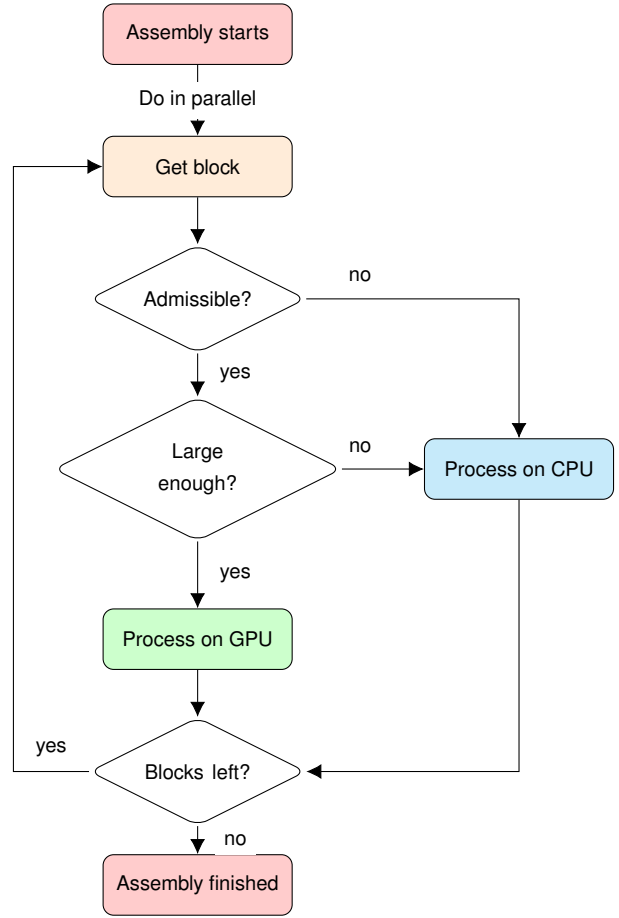 Assembly starts
Do in parallel
Get block
Admissible?
no
yes
Large
enough?
no
Process on CPU
yes
Process on GPU
yes
Blocks left?
no
Assembly finished